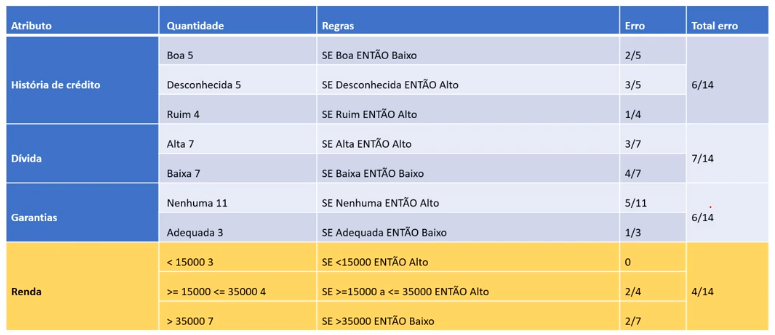 Atributo Quantidade Regras Erro Total erro
Boa 5 SE Boa ENTÃO Baixo 2/5
História de crédito Desconhecida 5 SE Desconhecida ENTÃO Alto 3/5 6/14
Ruim 4 SE Ruim ENTÃO Alto 1/4
Alta 7 SE Alta ENTÃO Alto 3/7
Dívida 7/14
Baixa 7 SE Baixa ENTÃO Baixo 4/7
Nenhuma 11 SE Nenhuma ENTÃO Alto 5/11
Garantias 6/14
Adequada 3 SE Adequada ENTÃO Baixo 1/3
< 15000 3 SE <15000 ENTÃO Alto 0
Renda >= 15000 <= 35000 4 SE >=15000 a <= 35000 ENTÃO Alto 2/4 4/14
> 35000 7 SE >35000 ENTÃO Baixo 2/7